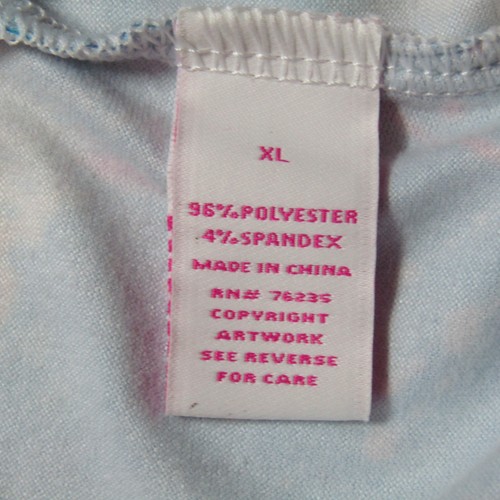 XL
96%POLYESTER
4%SPANDEX
MADE IN CHINA
RN# 76235
COPYRIGHT
ARTWORK
SEE REVERSE
FOR CARE